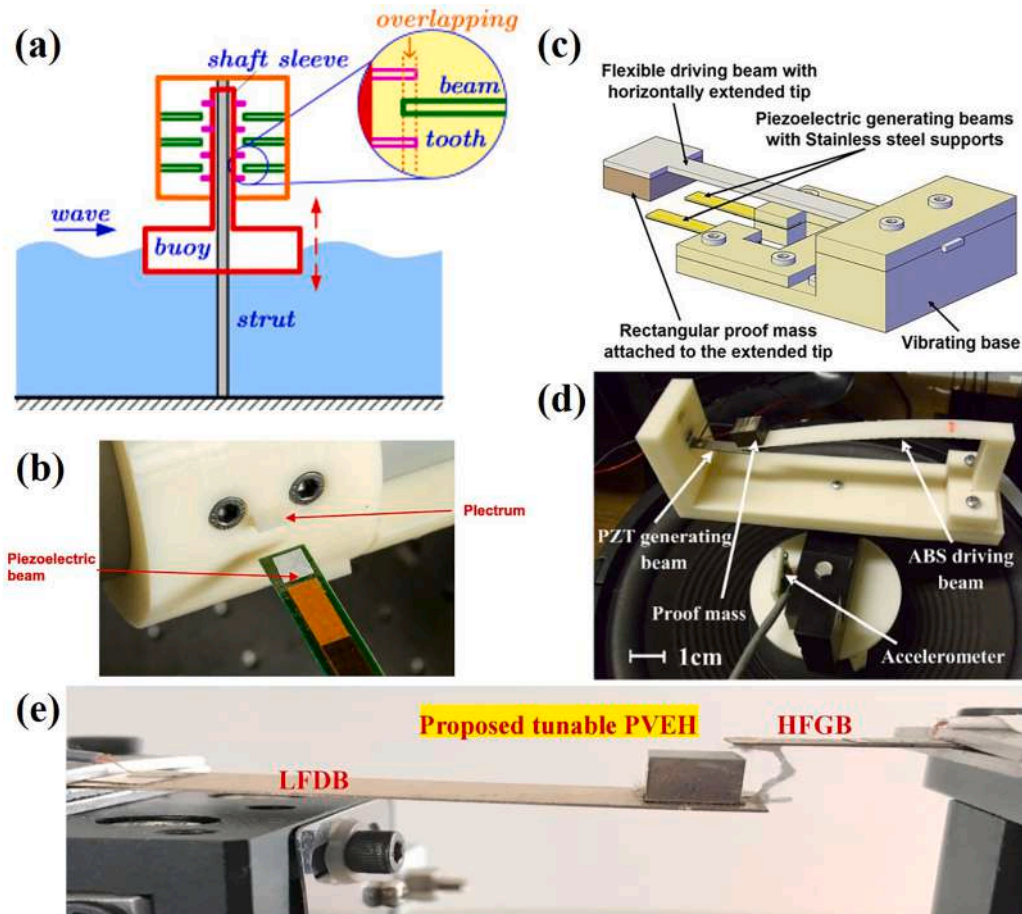 (a)
overlapping
shaft sleeve
beam
tooth
wave
buoy
strut
(b)
Plectrum
Piezoelectric
beam
(c)
Flexible driving beam with
horizontally extended tip
Piezoelectric generating beams
with Stainless steel supports
Rectangular proof mass
attached to the extended tip
Vibrating base
(d)
PZT generating
beam
ABS driving
beam
Proof mass
1cm
Accelerometer
(e)
Proposed tunable PVEH
HFGB
LFDB